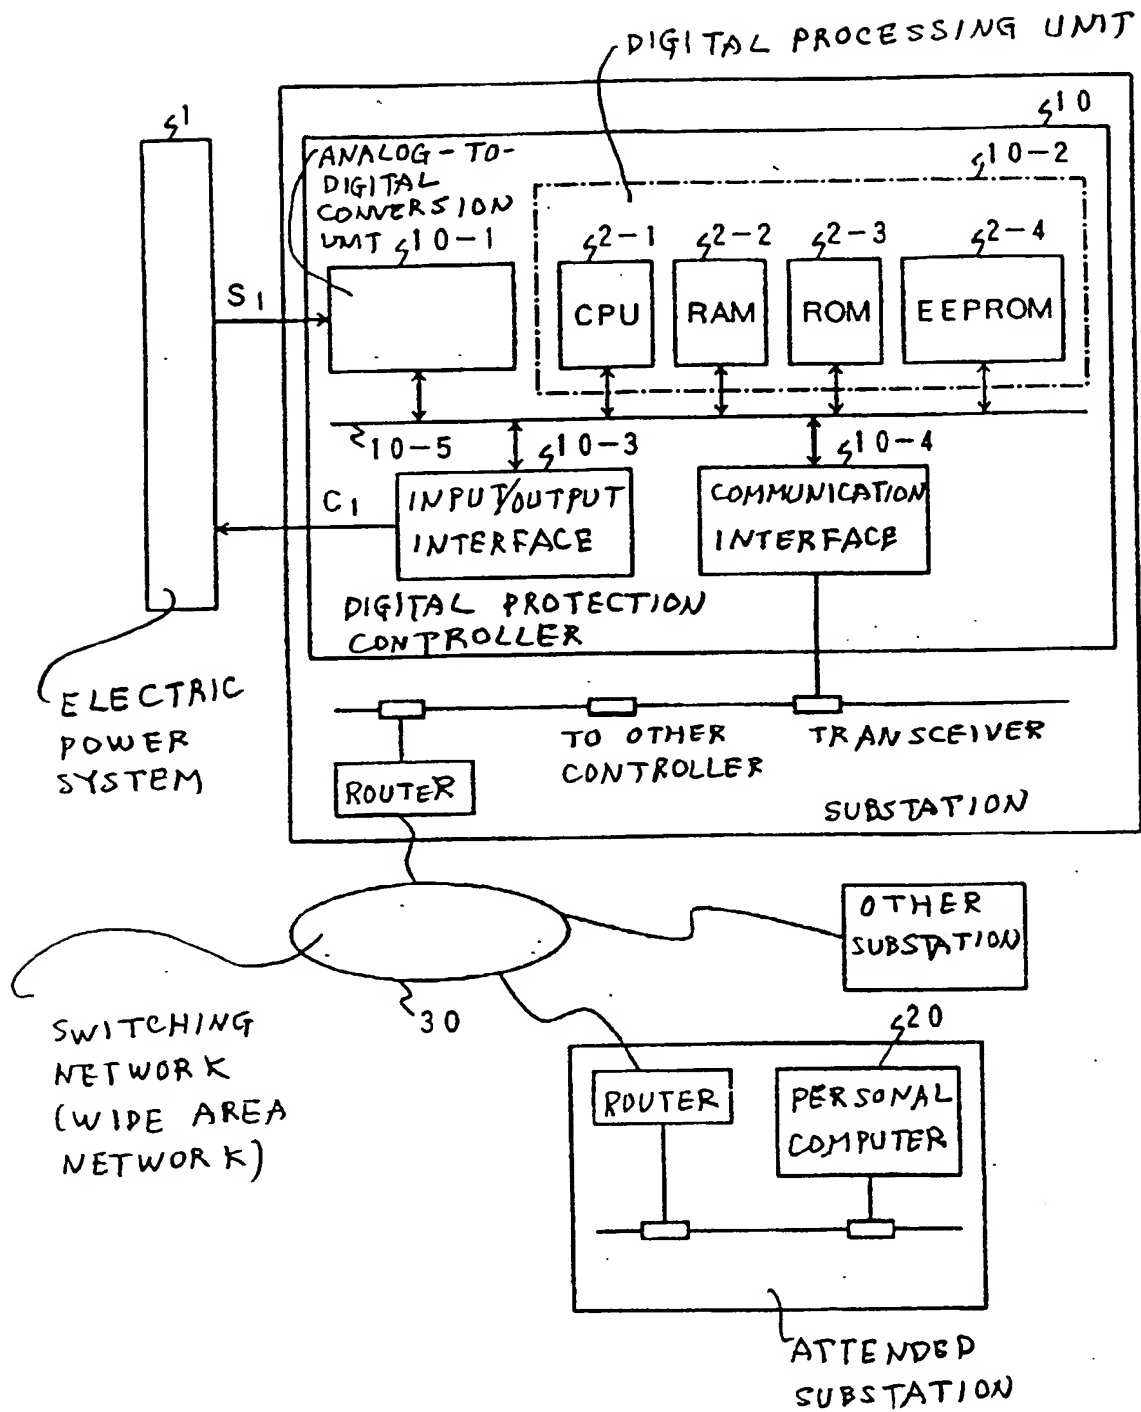 DIGITAL PROCESSING UNIT
1
10
ANALOG-TO-
DIGITAL
CONVERSION
UNIT
10-1
10-2
2-1
2-2
2-3
2-4
S1
CPU
RAM
ROM
EEPROM
10-5
10-3
10-4
C1
INPUT/OUTPUT
INTERFACE
COMMUNICATION
INTERFACE
DIGITAL PROTECTION
CONTROLLER
ELECTRIC
POWER
SYSTEM
TO OTHER
CONTROLLER
TRANSCEIVER
ROUTER
SUBSTATION
OTHER
SUBSTATION
30
SWITCHING
NETWORK
(WIDE AREA
NETWORK)
20
ROUTER
PERSONAL
COMPUTER
ATTENDED
SUBSTATION